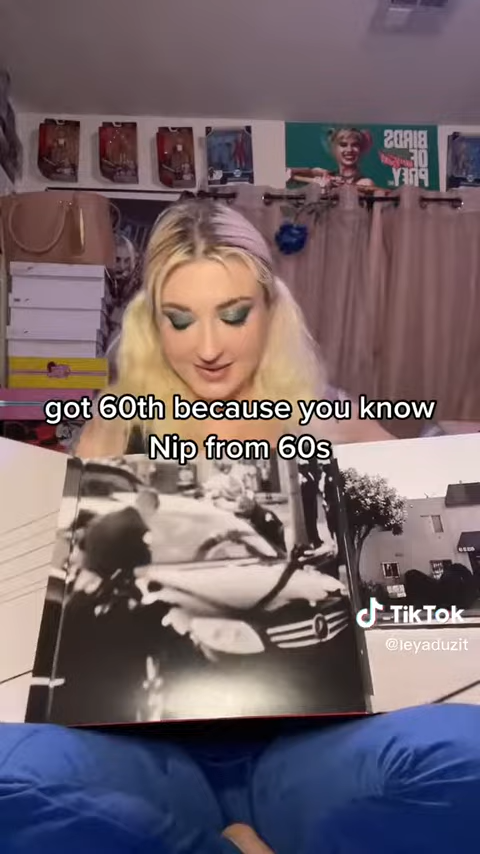 BIRDS
OF
PREY
got 60th because you know
Nip from 60s
TikTok
@leyaduzit